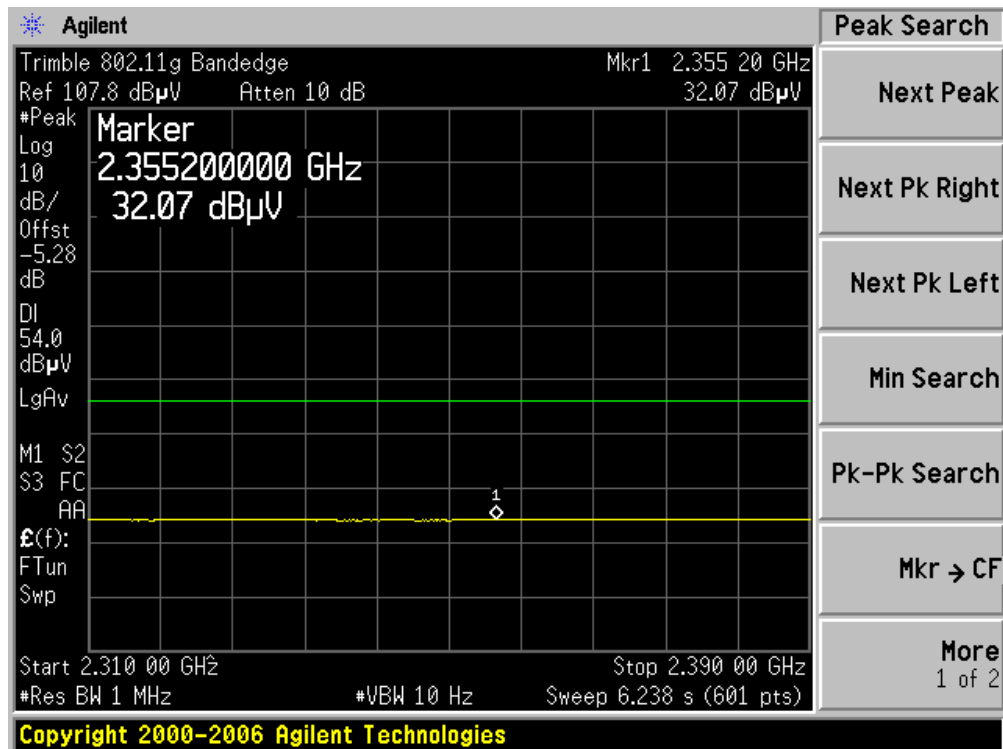 Agilent
Peak Search
Trimble 802.11g Bandedge
Mkr1 2.355 20 GHz
Ref 107.8 dBµV Atten 10 dB
32.07 dBµV
#Peak
Log
10
dB/
Offst
-5.28
dB
DI
54.0
dBµV
LgAv
M1 S2
S3 FC
AA
£(f):
FTun
Swp
Marker
2.355200000 GHz
32.07 dBµV
1
Start 2.310 00 GHz
Stop 2.390 00 GHz
#Res BW 1 MHz
#VBW 10 Hz
Sweep 6.238 s (601 pts)
Next Peak
Next Pk Right
Next Pk Left
Min Search
Pk-Pk Search
Mkr → CF
More
1 of 2
Copyright 2000-2006 Agilent Technologies